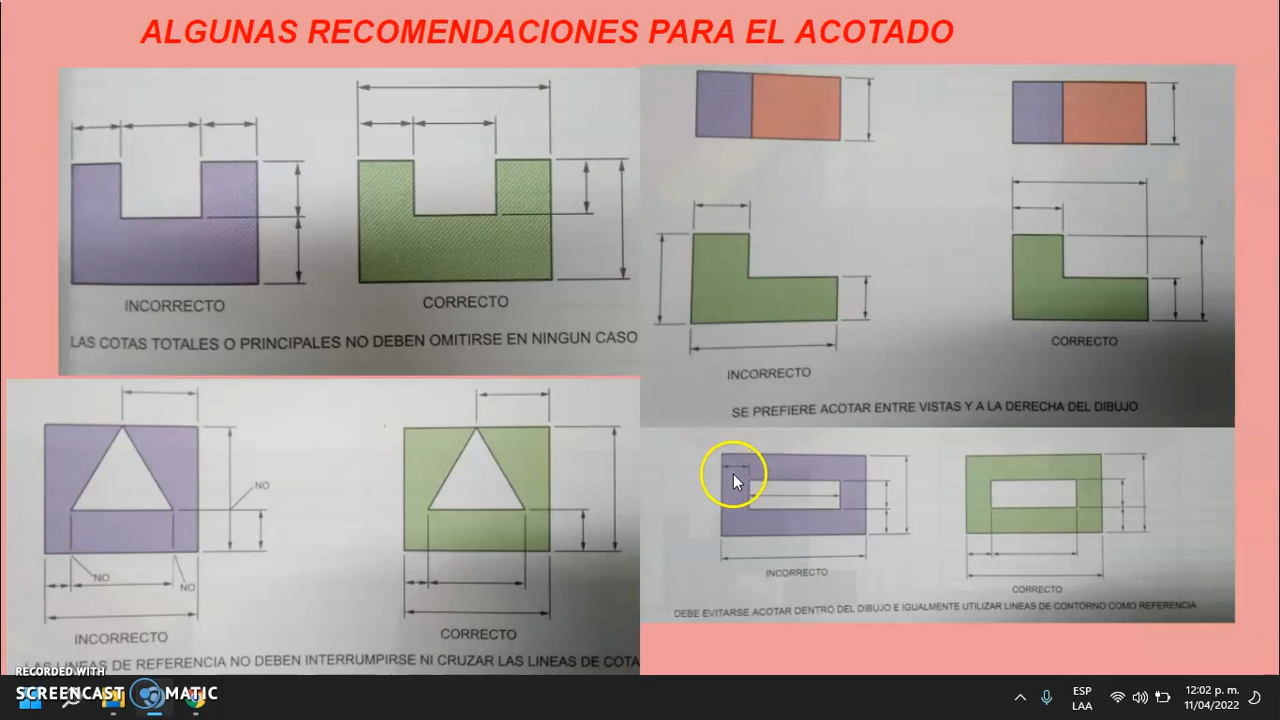 ALGUNAS RECOMENDACIONES PARA EL ACOTADO
INCORRECTO
CORRECTO
LAS COTAS TOTALES O PRINCIPALES NO DEBEN OMITIRSE EN NINGUN CASO
INCORRECTO
CORRECTO
SE PREFIERE ACOTAR ENTRE VISTAS Y A LA DERECHA DEL DIBUJO
NO
NO
NO
INCORRECTO
CORRECTO
LAS LINEAS DE REFERENCIA NO DEBEN INTERRUMPIRSE NI CRUZAR LAS LINEAS DE COTA
INCORRECTO
CORRECTO
DEBE EVITARSE ACOTAR DENTRO DEL DIBUJO E IGUALMENTE UTILIZAR LINEAS DE CONTORNO COMO REFERENCIA
RECORDED WITH
SCREENCAST MATIC
ESP
LAA
12:02 p. m.
11/04/2022